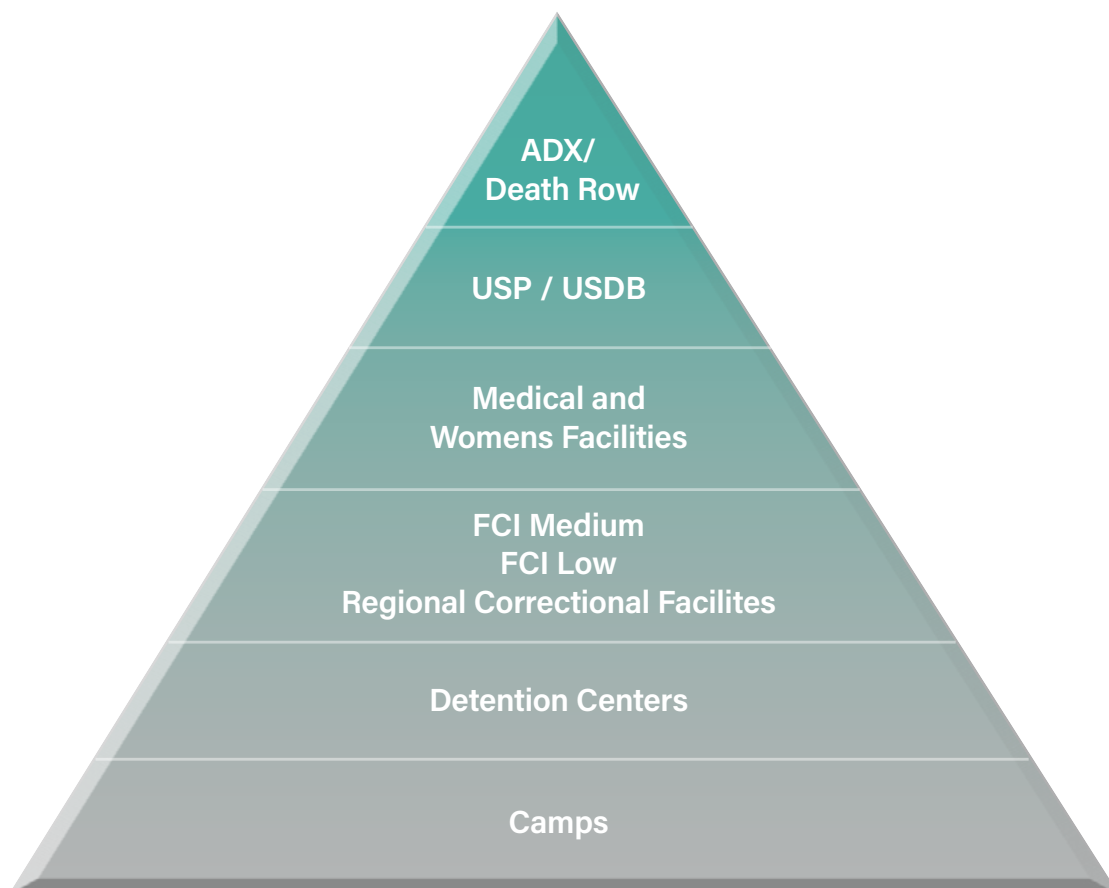 ADX/
Death Row
USP / USDB
Medical and
Womens Facilities
FCI Medium
FCI Low
Regional Correctional Facilites
Detention Centers
Camps